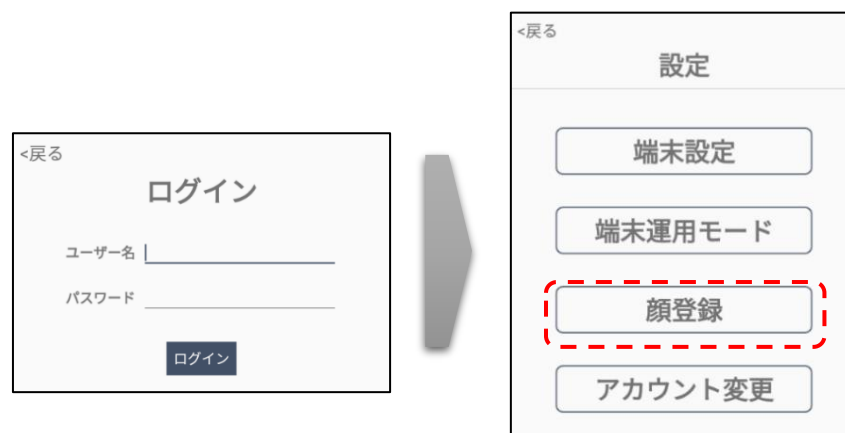 <戻る
ログイン
ユーザー名
パスワード
ログイン
<戻る
設定
端末設定
端末運用モード
顔登録
アカウント変更